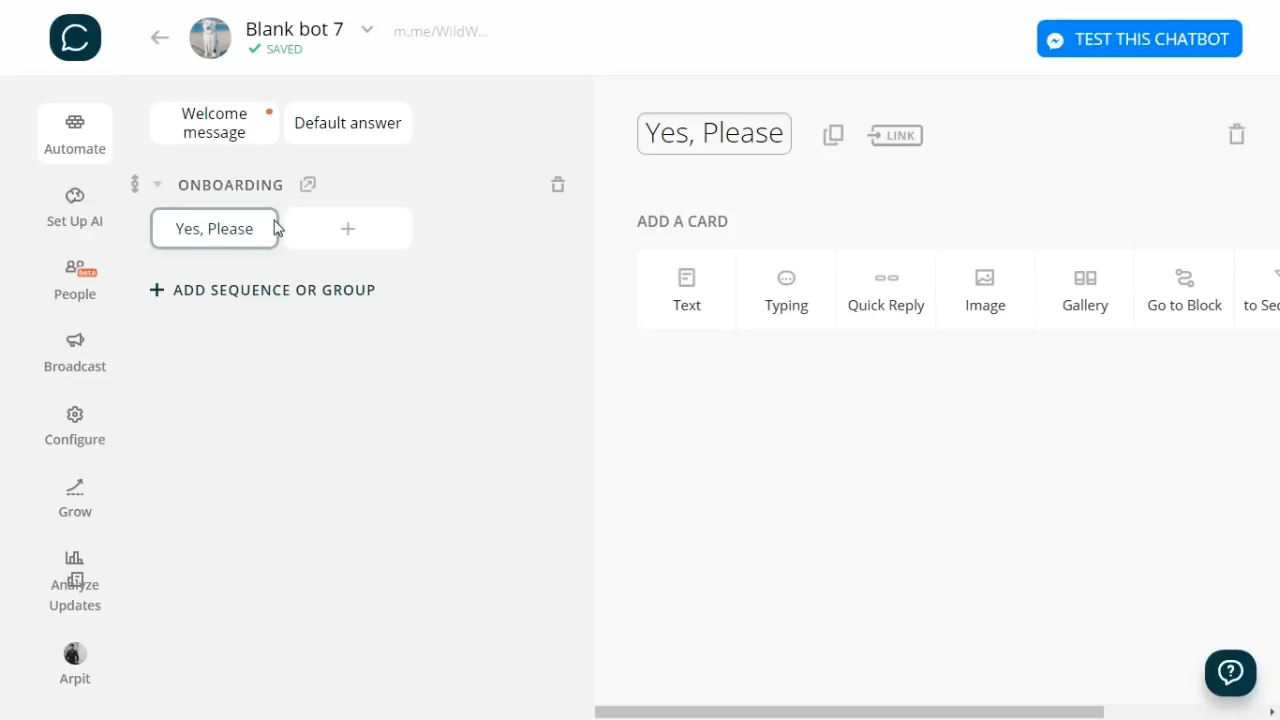 Blank bot 7
m.me/WildW...
SAVED
TEST THIS CHATBOT
Automate
Set Up AI
beta
People
Broadcast
Configure
Grow
Analyze
Updates
Arpit
Welcome
message
Default answer
ONBOARDING
Yes, Please
+
+ ADD SEQUENCE OR GROUP
Yes, Please
LINK
ADD A CARD
Text
Typing
Quick Reply
Image
Gallery
Go to Block
to Sec